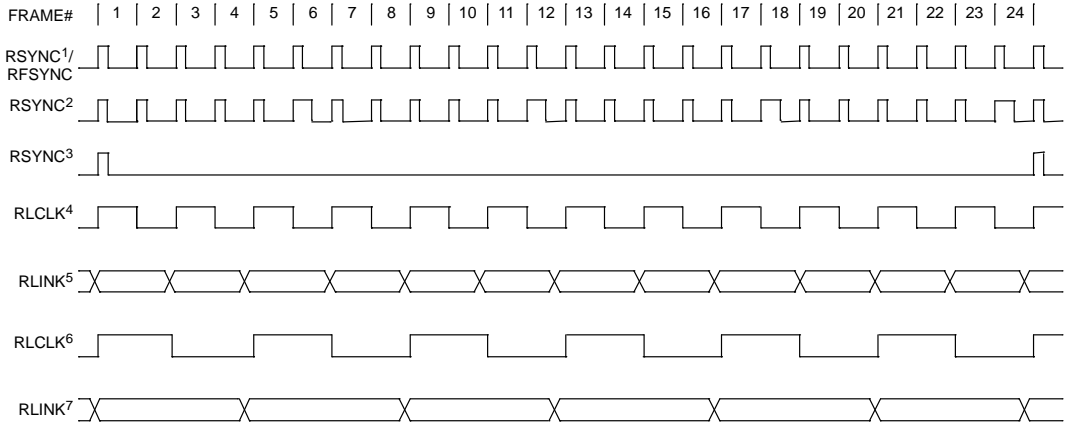 FRAME# | 1 | 2 | 3 | 4 | 5 | 6 | 7 | 8 | 9 | 10 | 11 | 12 | 13 | 14 | 15 | 16 | 17 | 18 | 19 | 20 | 21 | 22 | 23 | 24 |
RSYNC¹/
RFSYNC
RSYNC²
RSYNC³
RLCLK⁴
RLINK⁵
RLCLK⁶
RLINK⁷